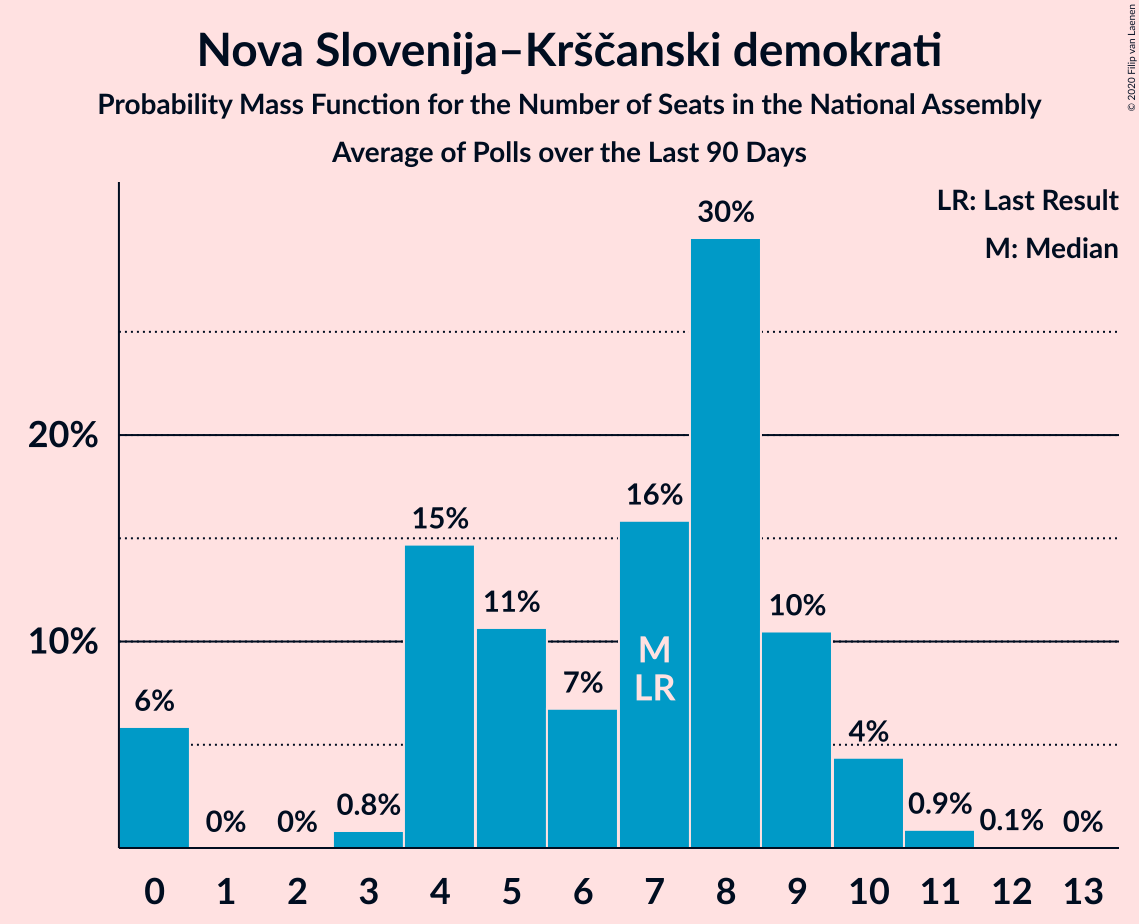 Nova Slovenija–Krščanski demokrati
Probability Mass Function for the Number of Seats in the National Assembly
Average of Polls over the Last 90 Days
© 2020 Filip van Laenen
LR: Last Result
M: Median
30%
20%
16%
15%
11%
10%
10%
7%
M
LR
6%
4%
0%
0%
0.8%
0.9%
0.1%
0%
0 1 2 3 4 5 6 7 8 9 10 11 12 13